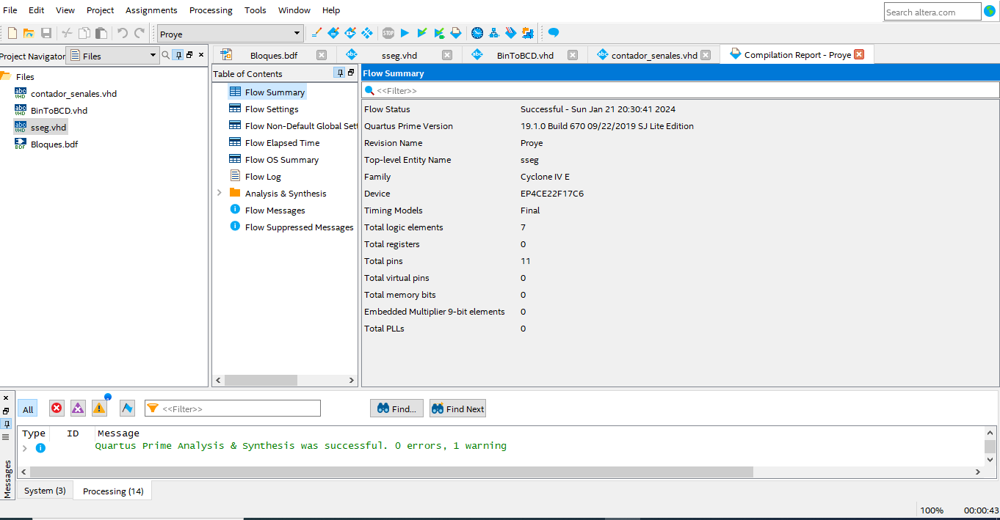 File Edit View Project Assignments Processing Tools Window Help
Search altera.com
Proye
STOP
Project Navigator Files
Bloques.bdf sseg.vhd BinToBCD.vhd contador_senales.vhd Compilation Report - Proye
Files
contador_senales.vhd
BinToBCD.vhd
sseg.vhd
Bloques.bdf
Table of Contents
Flow Summary
Flow Settings
Flow Non-Default Global Sett
Flow Elapsed Time
Flow OS Summary
Flow Log
Analysis & Synthesis
Flow Messages
Flow Suppressed Messages
Flow Summary
<<Filter>>
Flow Status Successful - Sun Jan 21 20:30:41 2024
Quartus Prime Version 19.1.0 Build 670 09/22/2019 SJ Lite Edition
Revision Name Proye
Top-level Entity Name sseg
Family Cyclone IV E
Device EP4CE22F17C6
Timing Models Final
Total logic elements 7
Total registers 0
Total pins 11
Total virtual pins 0
Total memory bits 0
Embedded Multiplier 9-bit elements 0
Total PLLs 0
All <<Filter>> Find... Find Next
Type ID Message
Quartus Prime Analysis & Synthesis was successful. 0 errors, 1 warning
Messages
System (3) Processing (14)
100% 00:00:43